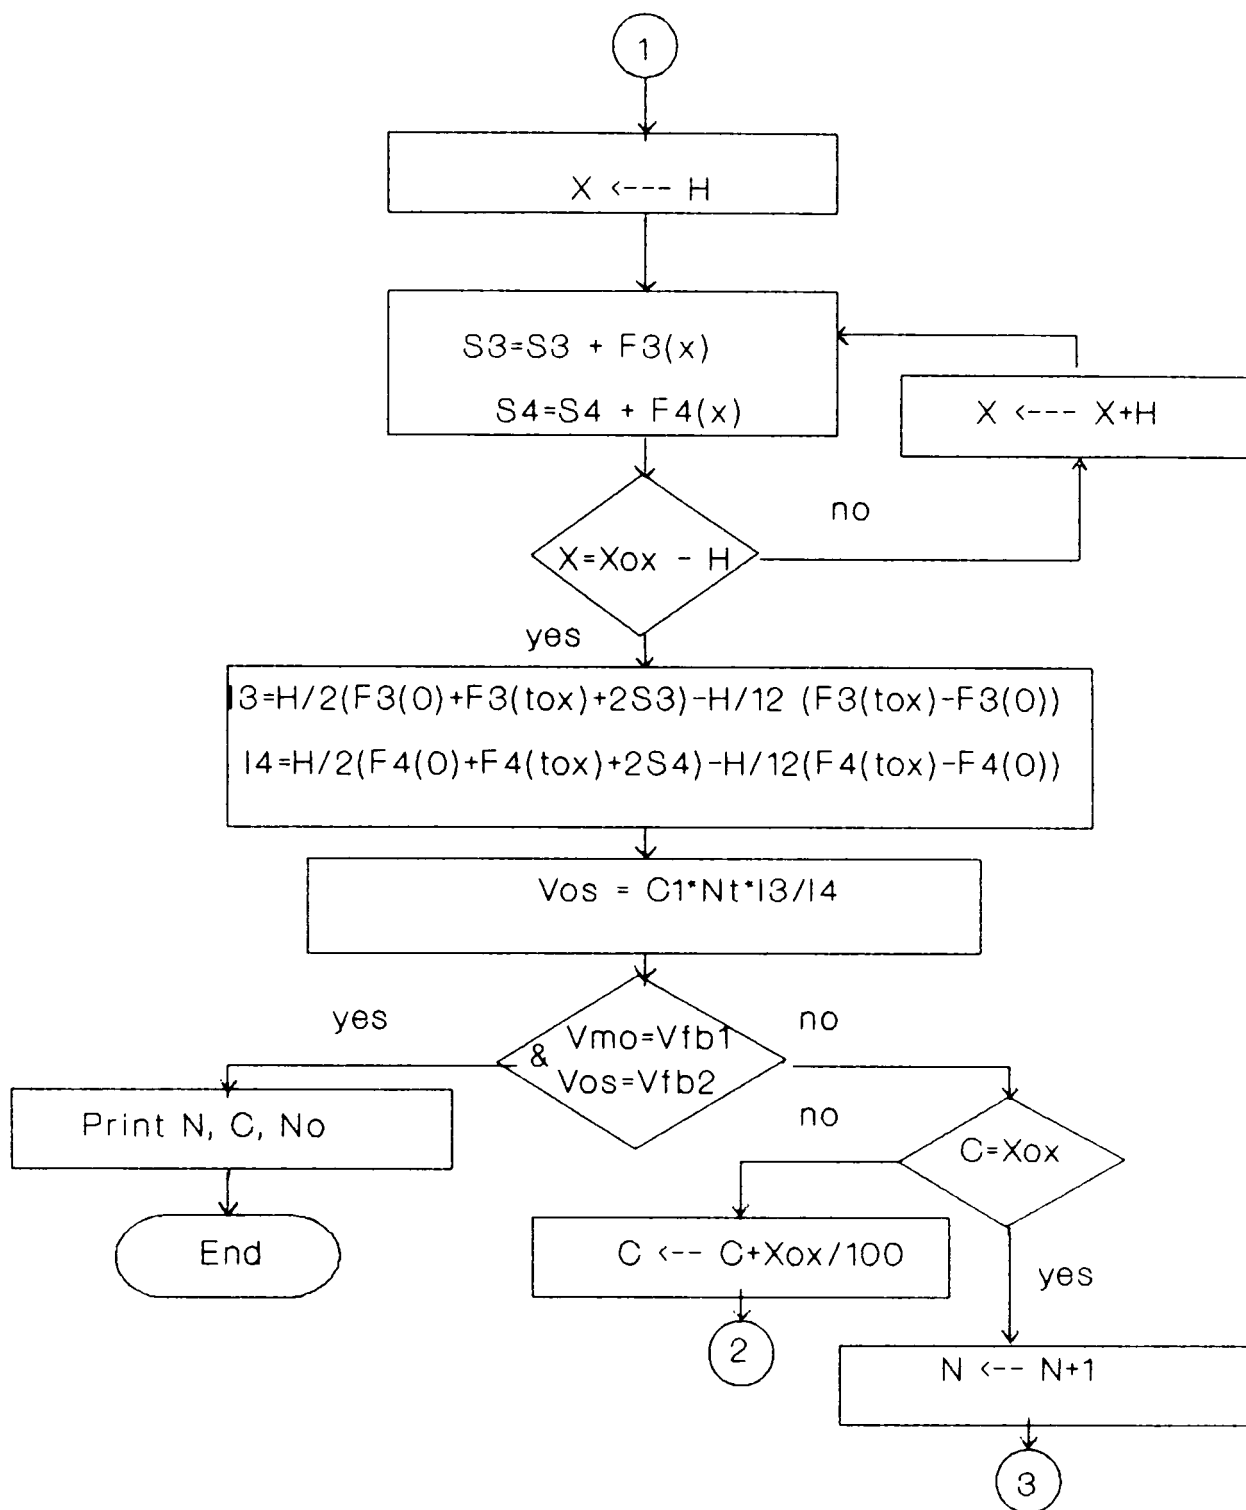 1
X <--- H
S3=S3 + F3(x)
S4=S4 + F4(x)
X <--- X+H
no
X=Xox - H
yes
I3=H/2(F3(0)+F3(tox)+2S3)-H/12 (F3(tox)-F3(0))
I4=H/2(F4(0)+F4(tox)+2S4)-H/12(F4(tox)-F4(0))
Vos = C1*Nt*I3/I4
yes
no
Vmo=Vfb1
&
Vos=Vfb2
Print N, C, No
no
C=Xox
End
C <-- C+Xox/100
yes
2
N <-- N+1
3